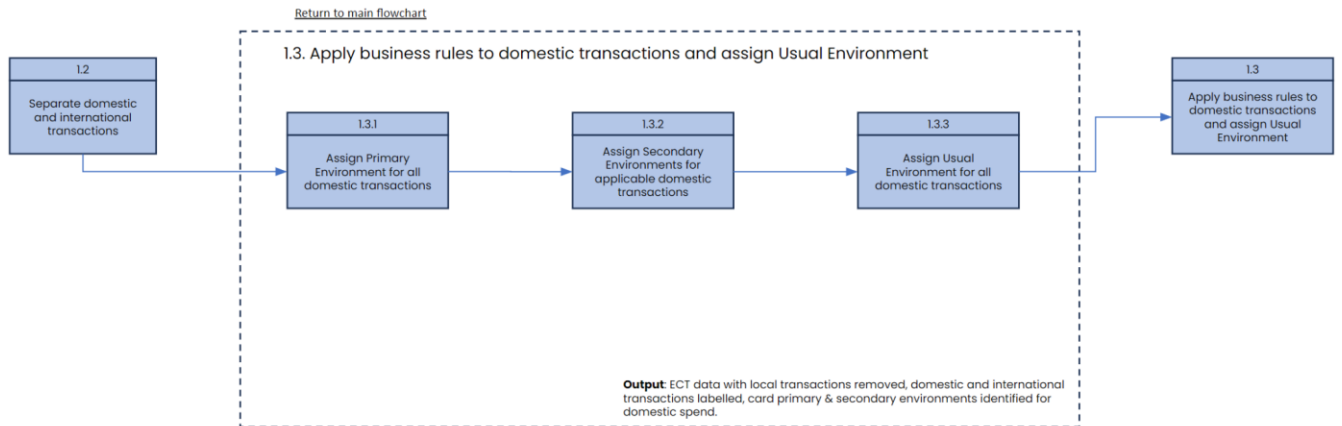 Return to main flowchart
1.3. Apply business rules to domestic transactions and assign Usual Environment
1.2
Separate domestic
and international
transactions
1.3.1
Assign Primary
Environment for all
domestic transactions
1.3.2
Assign Secondary
Environments for
applicable domestic
transactions
1.3.3
Assign Usual
Environment for all
domestic transactions
1.3
Apply business rules to
domestic transactions
and assign Usual
Environment
Output: ECT data with local transactions removed, domestic and international
transactions labelled, card primary & secondary environments identified for
domestic spend.